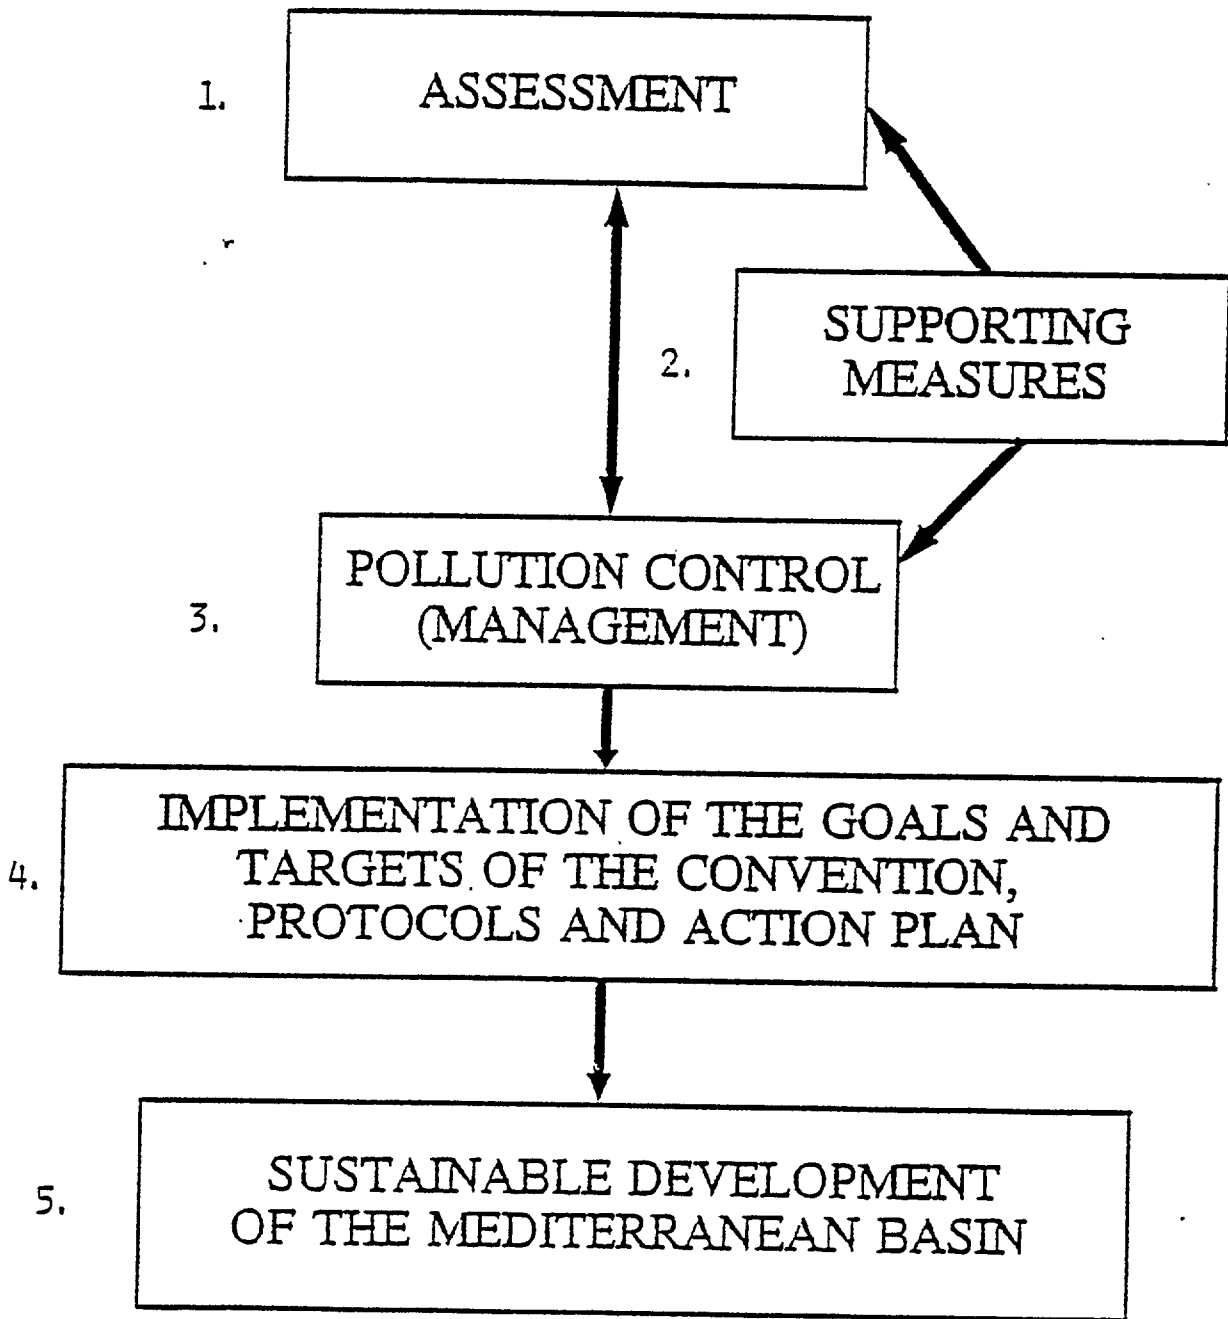 1.
ASSESSMENT
2.
SUPPORTING
MEASURES
3.
POLLUTION CONTROL
(MANAGEMENT)
4.
IMPLEMENTATION OF THE GOALS AND
TARGETS OF THE CONVENTION,
PROTOCOLS AND ACTION PLAN
5.
SUSTAINABLE DEVELOPMENT
OF THE MEDITERRANEAN BASIN